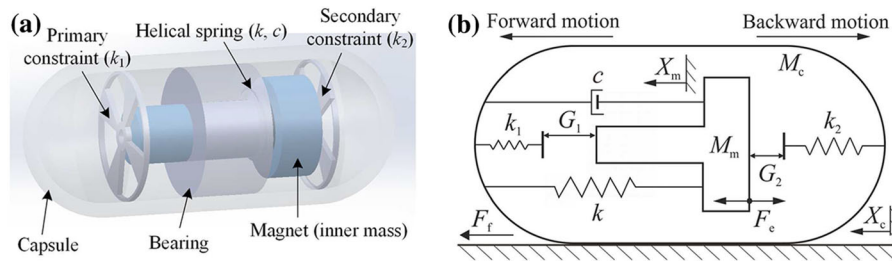 (a)
Primary
constraint (k₁)
Helical spring (k, c)
Secondary
constraint (k₂)
Capsule
Bearing
Magnet (inner mass)
(b)
Forward motion
Backward motion
Mc
Xm
c
k₁
G₁
Mm
k₂
G₂
k
Ff
Fe
Xc